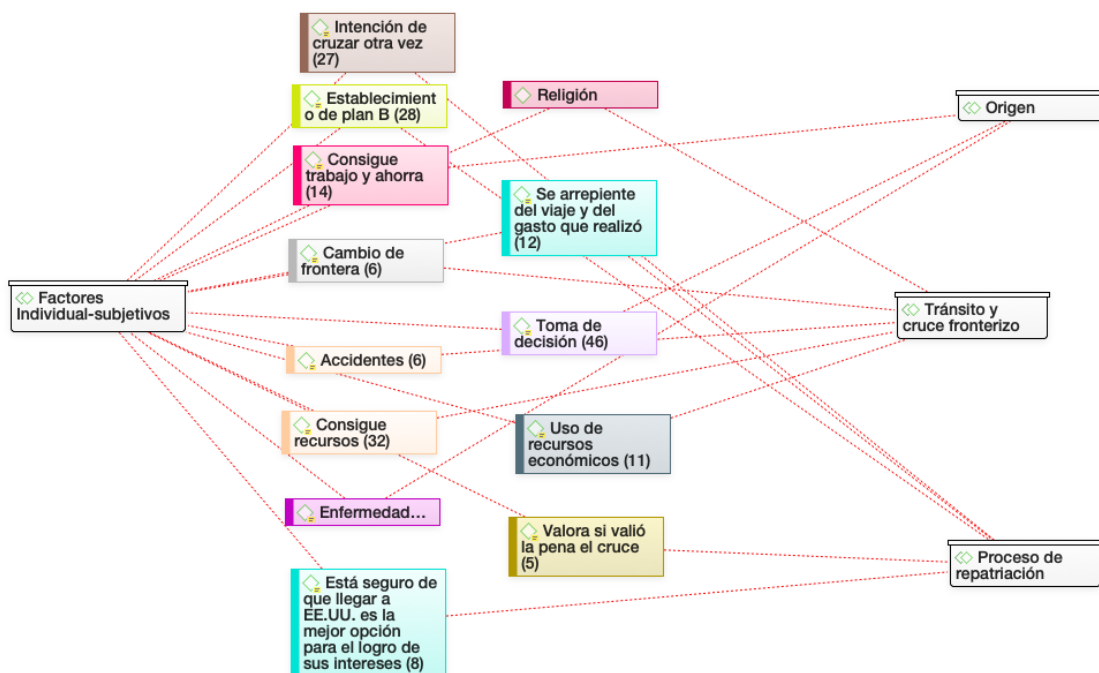 Intención de
cruzar otra vez
(27)
Establecimient
o de plan B (28)
Consigue
trabajo y ahorra
(14)
Religión
Origen
Se arrepiente
del viaje y del
gasto que realizó
(12)
Cambio de
frontera (6)
Factores
Individual-subjetivos
Toma de
decisión (46)
Tránsito y
cruce fronterizo
Accidentes (6)
Consigue
recursos (32)
Uso de
recursos
económicos (11)
Enfermedad...
Valora si valió
la pena el cruce
(5)
Proceso de
repatriación
Está seguro de
que llegar a
EE.UU. es la
mejor opción
para el logro de
sus intereses (8)